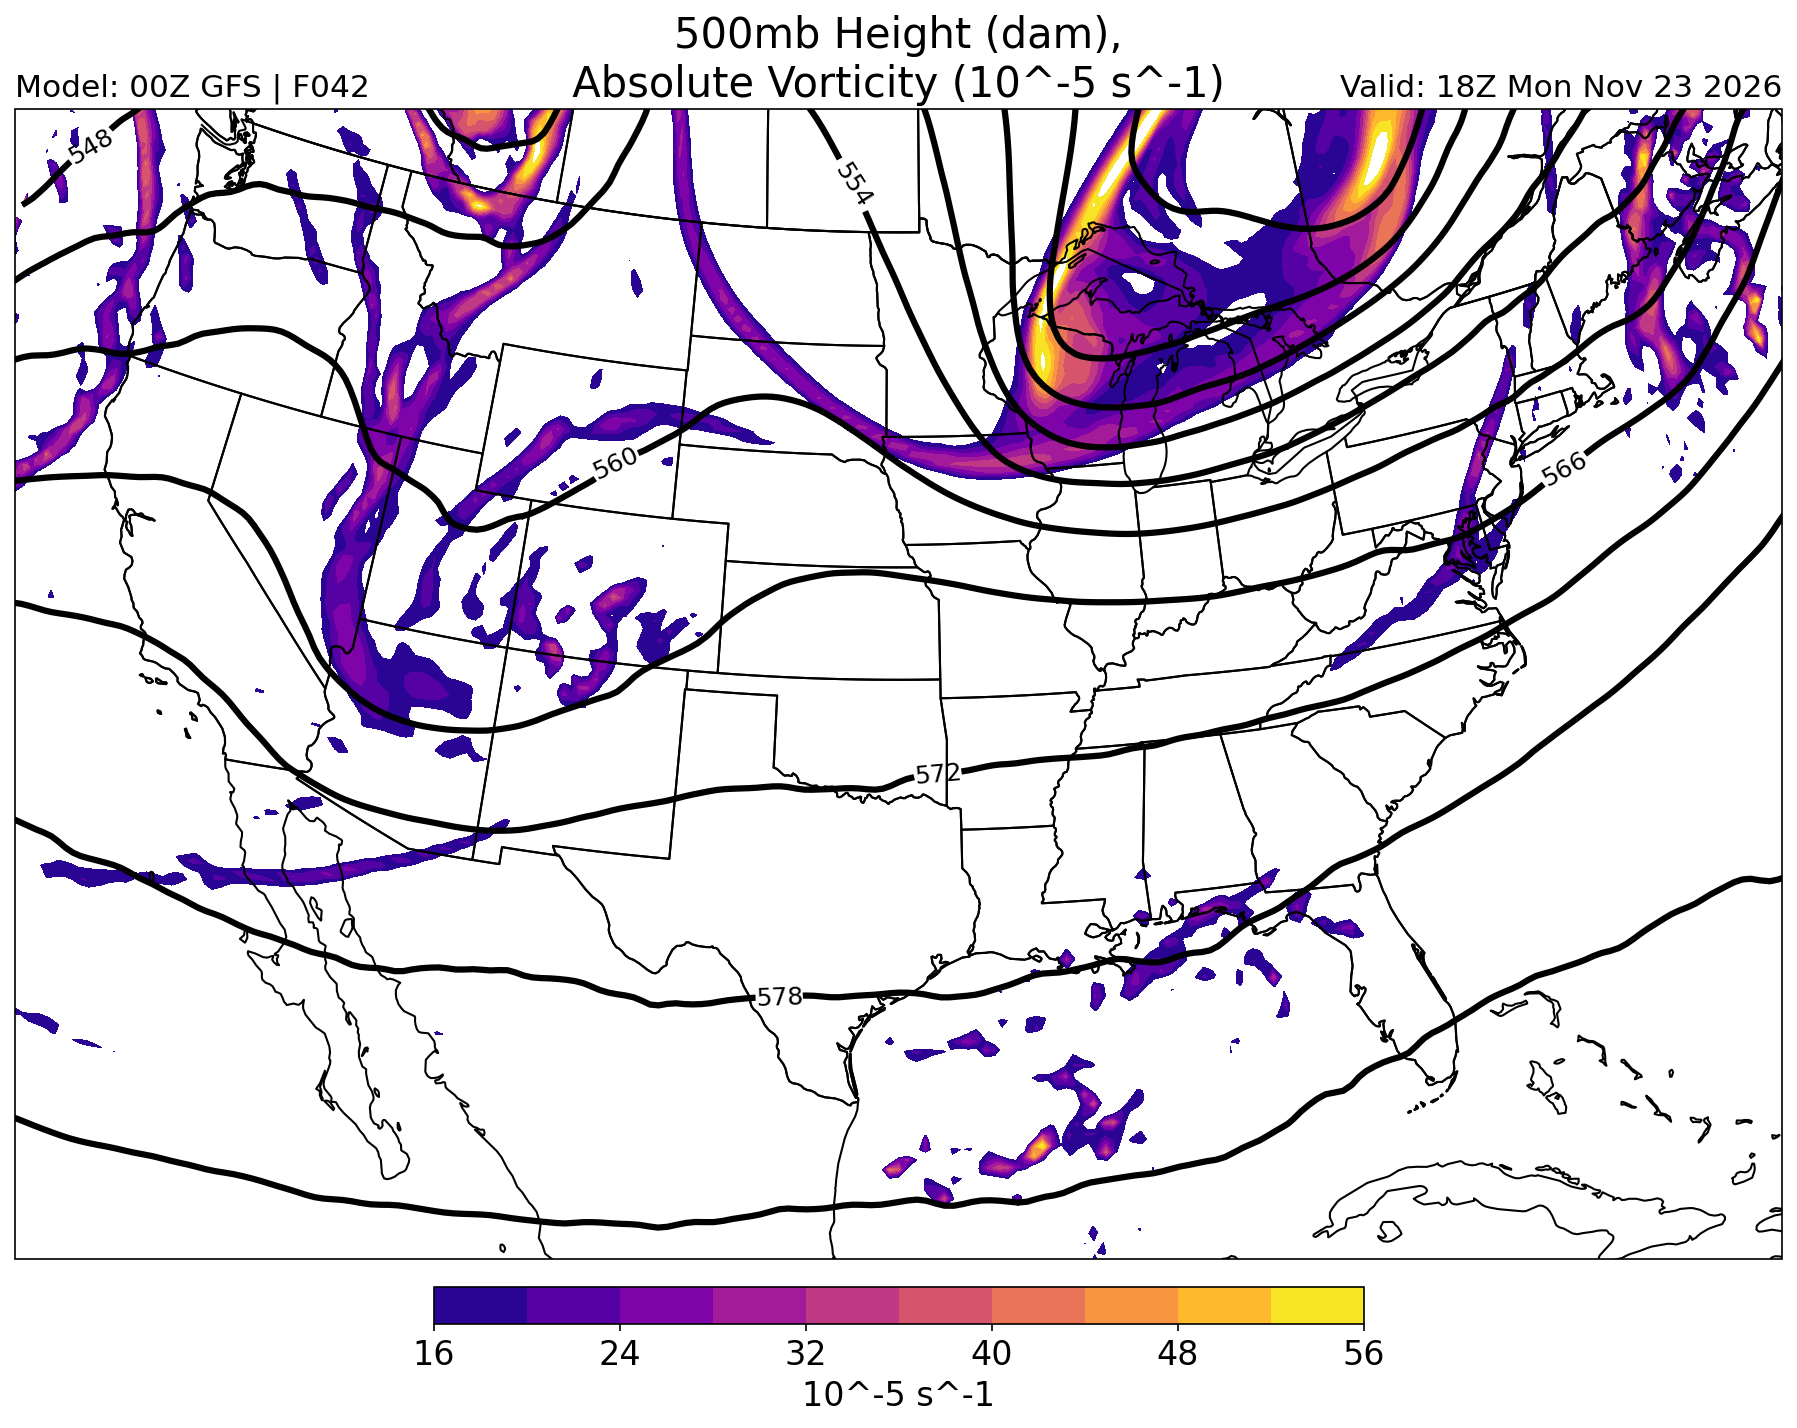 500mb Height (dam),
Absolute Vorticity (10^-5 s^-1)
Model: 00Z GFS | F042
Valid: 18Z Mon Nov 23 2026
548
554
560
566
572
578
16 24 32 40 48 56
10^-5 s^-1